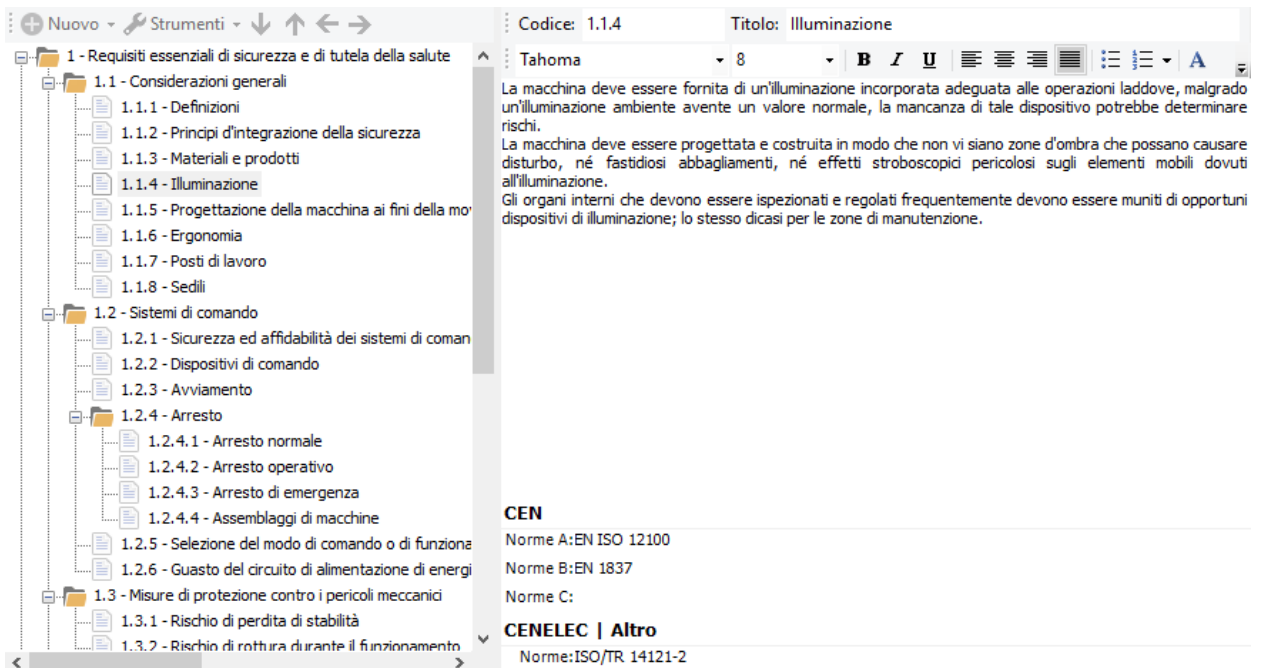 Nuovo Strumenti
1 - Requisiti essenziali di sicurezza e di tutela della salute
1.1 - Considerazioni generali
1.1.1 - Definizioni
1.1.2 - Principi d'integrazione della sicurezza
1.1.3 - Materiali e prodotti
1.1.4 - Illuminazione
1.1.5 - Progettazione della macchina ai fini della mo
1.1.6 - Ergonomia
1.1.7 - Posti di lavoro
1.1.8 - Sedili
1.2 - Sistemi di comando
1.2.1 - Sicurezza ed affidabilità dei sistemi di coman
1.2.2 - Dispositivi di comando
1.2.3 - Avviamento
1.2.4 - Arresto
1.2.4.1 - Arresto normale
1.2.4.2 - Arresto operativo
1.2.4.3 - Arresto di emergenza
1.2.4.4 - Assemblaggi di macchine
1.2.5 - Selezione del modo di comando o di funziona
1.2.6 - Guasto del circuito di alimentazione di energi
1.3 - Misure di protezione contro i pericoli meccanici
1.3.1 - Rischio di perdita di stabilità
1.3.2 - Rischio di rottura durante il funzionamento
Codice: 1.1.4 Titolo: Illuminazione
Tahoma 8 B I U A
La macchina deve essere fornita di un'illuminazione incorporata adeguata alle operazioni laddove, malgrado
un'illuminazione ambiente avente un valore normale, la mancanza di tale dispositivo potrebbe determinare
rischi.
La macchina deve essere progettata e costruita in modo che non vi siano zone d'ombra che possano causare
disturbo, né fastidiosi abbagliamenti, né effetti stroboscopici pericolosi sugli elementi mobili dovuti
all'illuminazione.
Gli organi interni che devono essere ispezionati e regolati frequentemente devono essere muniti di opportuni
dispositivi di illuminazione; lo stesso dicasi per le zone di manutenzione.
CEN
Norme A:EN ISO 12100
Norme B:EN 1837
Norme C:
CENELEC | Altro
Norme:ISO/TR 14121-2